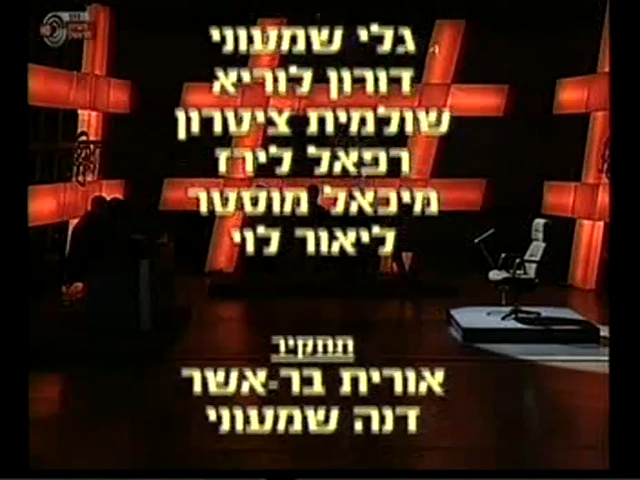 גלי שמעוני
דורון לוריא
שולמית ציטרון
רפאל לירז
מיכאל מוסטר
ליאור לוי
תחקיר
אורית בר-אשר
דנה שמעוני